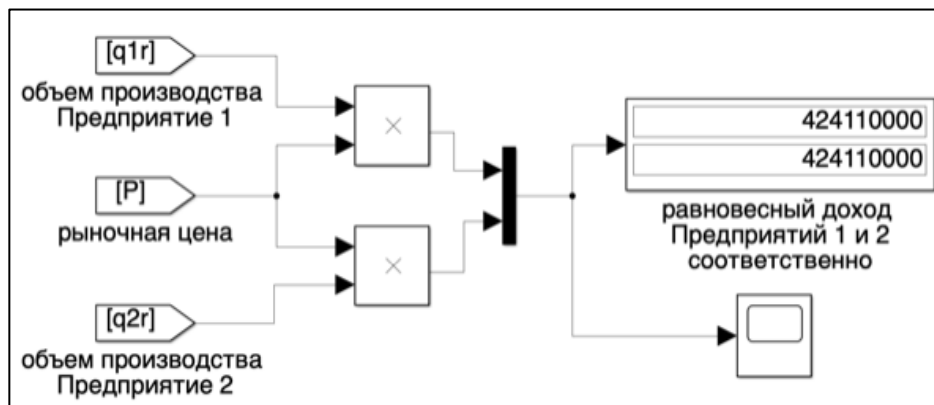 [q1r]
объем производства
Предприятие 1
[P]
рыночная цена
[q2r]
объем производства
Предприятие 2
×
×
424110000
424110000
равновесный доход
Предприятий 1 и 2
соответственно